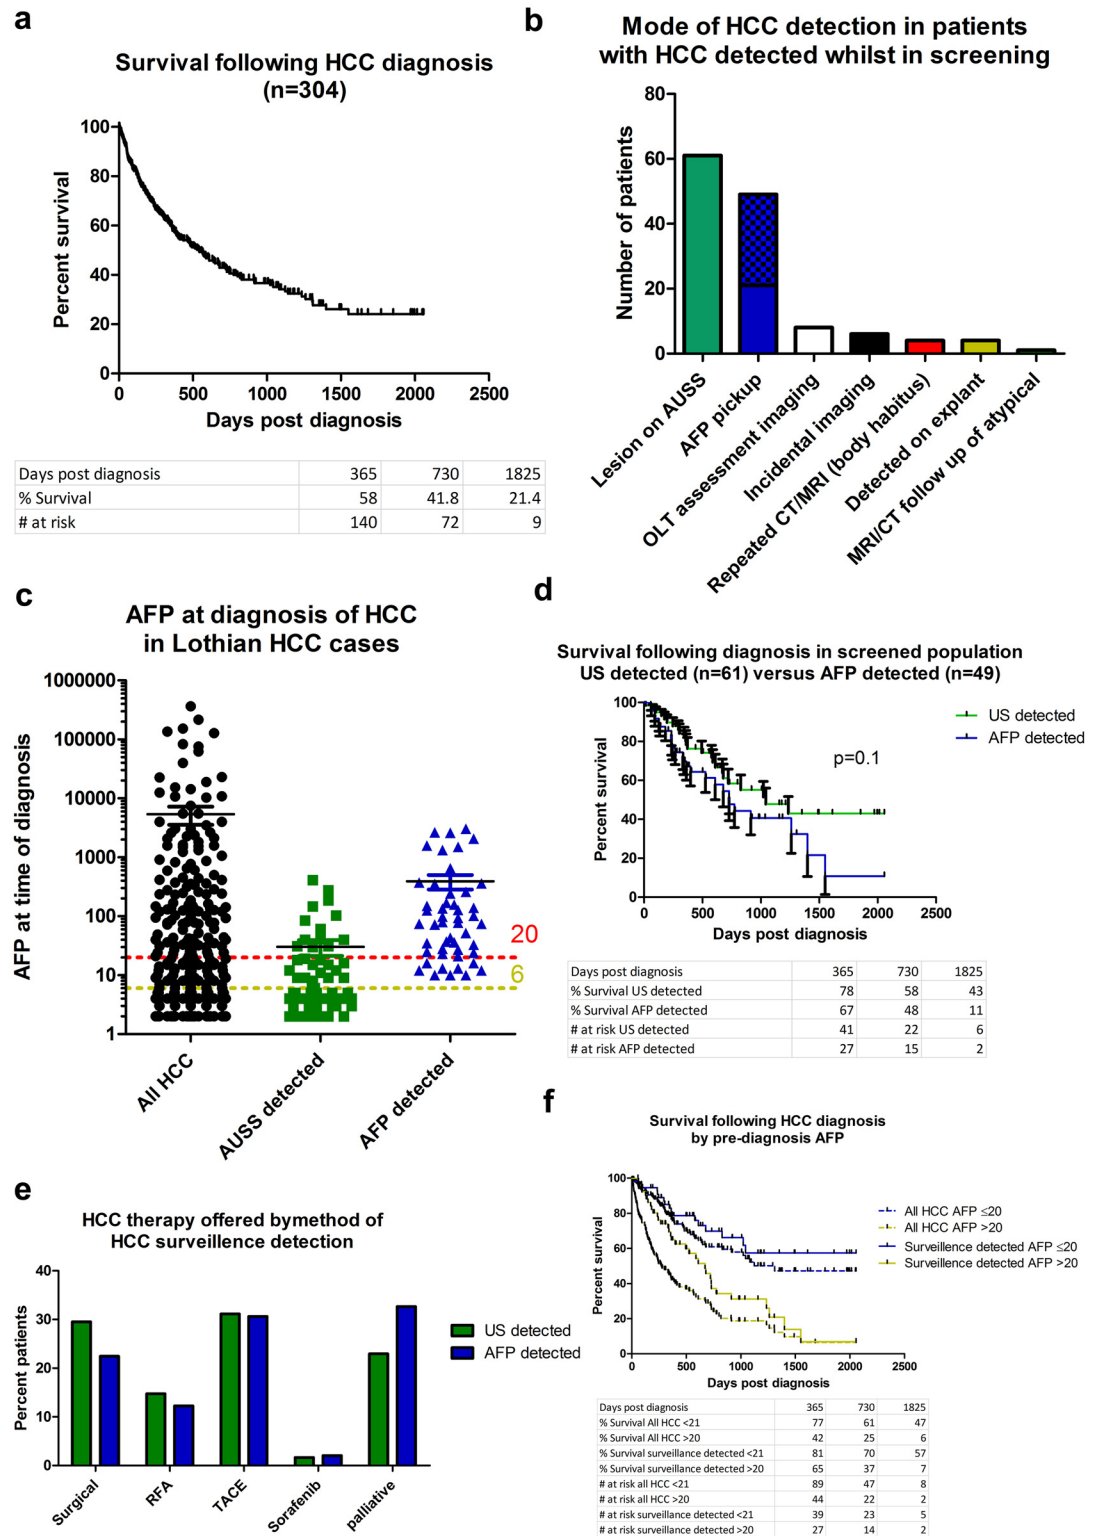 a
Survival following HCC diagnosis
(n=304)
Percent survival
100
80
60
40
20
0
0 500 1000 1500 2000 2500
Days post diagnosis
Days post diagnosis 365 730 1825
% Survival 58 41.8 21.4
# at risk 140 72 9
b
Mode of HCC detection in patients
with HCC detected whilst in screening
Number of patients
80
60
40
20
0
Lesion on AUSS
AFP pickup
OLT assessment imaging
Incidental imaging
Repeated CT/MRI (body habitus)
Detected on explant
MRI/CT follow up of atypical
c
AFP at diagnosis of HCC
in Lothian HCC cases
AFP at time of diagnosis
1000000
100000
10000
1000
100
10
1
20
6
All HCC
AUSS detected
AFP detected
d
Survival following diagnosis in screened population
US detected (n=61) versus AFP detected (n=49)
Percent survival
100
80
60
40
20
0
US detected
AFP detected
p=0.1
0 500 1000 1500 2000 2500
Days post diagnosis
Days post diagnosis 365 730 1825
% Survival US detected 78 58 43
% Survival AFP detected 67 48 11
# at risk US detected 41 22 6
# at risk AFP detected 27 15 2
e
HCC therapy offered bymethod of
HCC surveillence detection
Percent patients
40
30
20
10
0
US detected
AFP detected
Surgical
RFA
TACE
Sorafenib
palliative
f
Survival following HCC diagnosis
by pre-diagnosis AFP
Percent survival
100
80
60
40
20
0
All HCC AFP ≤20
All HCC AFP >20
Surveillence detected AFP ≤20
Surveillence detected AFP >20
0 500 1000 1500 2000 2500
Days post diagnosis
Days post diagnosis 365 730 1825
% Survival All HCC <21 77 61 47
% Survival All HCC >20 42 25 6
% Survival surveillance detected <21 81 70 57
% Survival surveillance detected >20 65 37 7
# at risk all HCC <21 89 47 8
# at risk all HCC >20 44 22 2
# at risk surveillance detected <21 39 23 5
# at risk surveillance detected >20 27 14 2